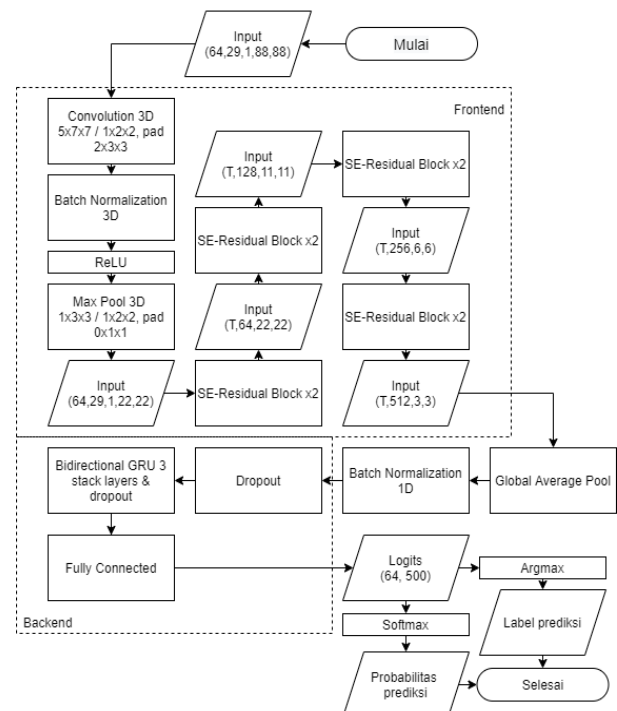 Mulai
Input
(64,29,1,88,88)
Frontend
Convolution 3D
5x7x7 / 1x2x2, pad
2x3x3
Batch Normalization
3D
ReLU
Max Pool 3D
1x3x3 / 1x2x2, pad
0x1x1
Input
(64,29,1,22,22)
SE-Residual Block x2
Input
(T,64,22,22)
SE-Residual Block x2
Input
(T,128,11,11)
SE-Residual Block x2
Input
(T,256,6,6)
SE-Residual Block x2
Input
(T,512,3,3)
Global Average Pool
Batch Normalization
1D
Dropout
Bidirectional GRU 3
stack layers &
dropout
Fully Connected
Backend
Logits
(64, 500)
Argmax
Label prediksi
Softmax
Probabilitas
prediksi
Selesai